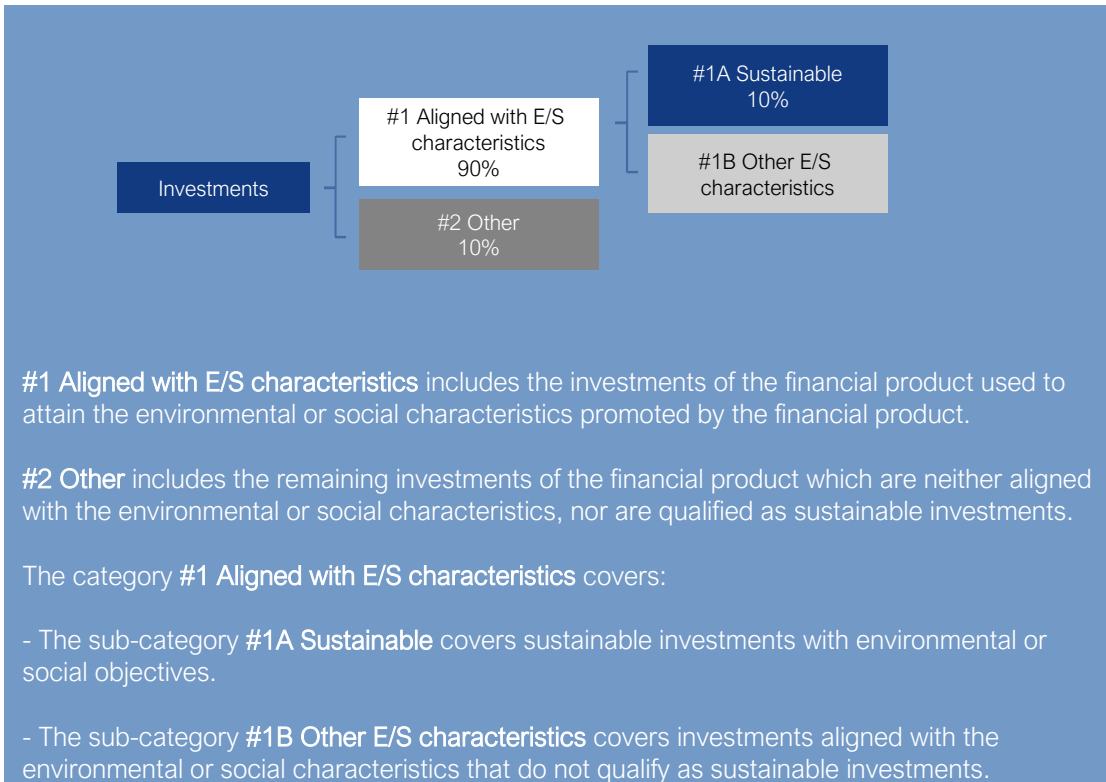 #1A Sustainable
10%
#1 Aligned with E/S
characteristics
90%
#1B Other E/S
characteristics
Investments
#2 Other
10%
#1 Aligned with E/S characteristics includes the investments of the financial product used to
attain the environmental or social characteristics promoted by the financial product.
#2 Other includes the remaining investments of the financial product which are neither aligned
with the environmental or social characteristics, nor are qualified as sustainable investments.
The category #1 Aligned with E/S characteristics covers:
- The sub-category #1A Sustainable covers sustainable investments with environmental or
social objectives.
- The sub-category #1B Other E/S characteristics covers investments aligned with the
environmental or social characteristics that do not qualify as sustainable investments.